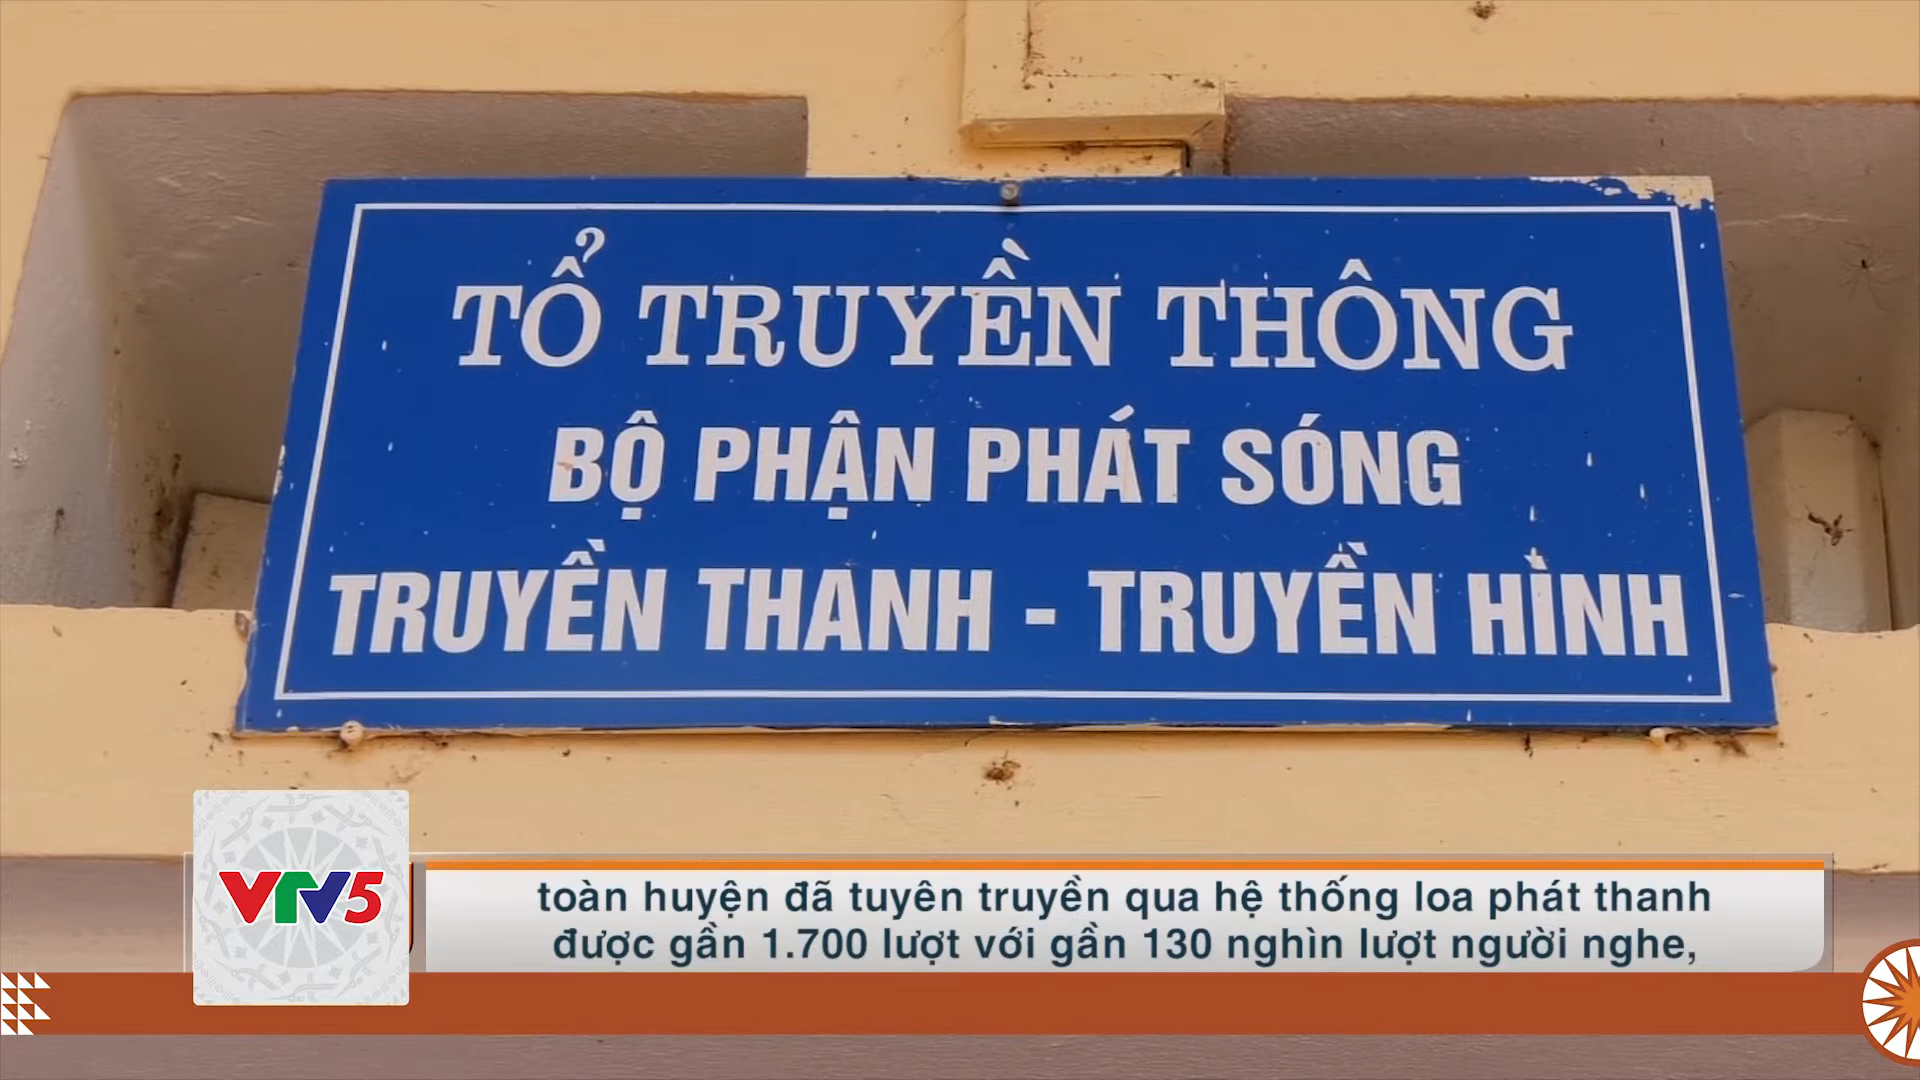 TỔ TRUYỀN THÔNG
BỘ PHẬN PHÁT SÓNG
TRUYỀN THANH - TRUYỀN HÌNH
VTV5
toàn huyện đã tuyên truyền qua hệ thống loa phát thanh
được gần 1.700 lượt với gần 130 nghìn lượt người nghe,